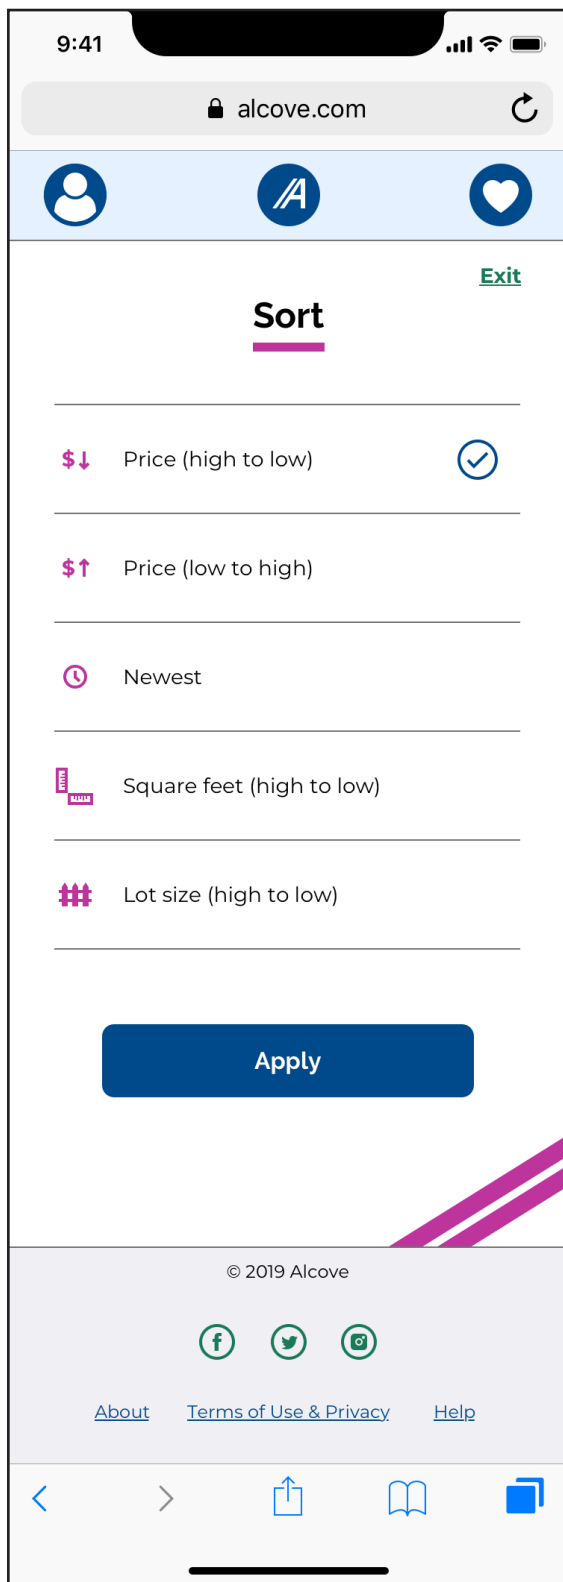 9:41
alcove.com
A
Exit
Sort
$↓ Price (high to low)
$↑ Price (low to high)
Newest
Square feet (high to low)
Lot size (high to low)
Apply
© 2019 Alcove
About Terms of Use & Privacy Help